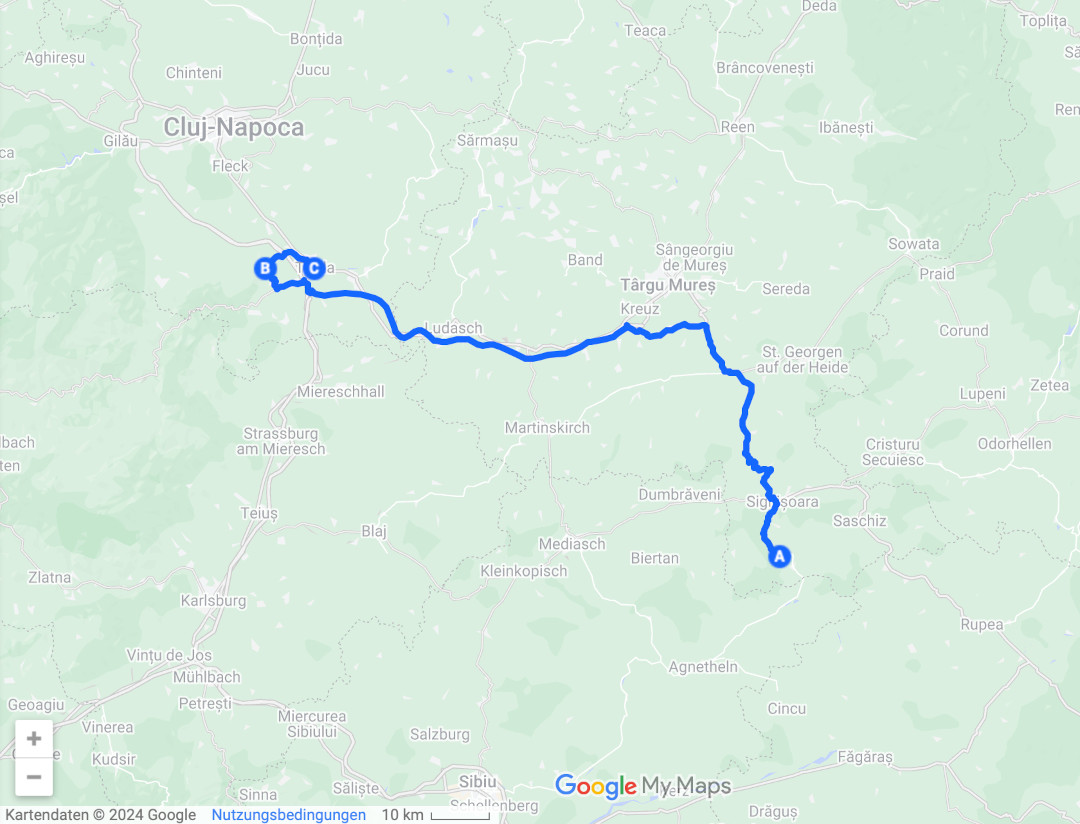 Deda
Toplița
Teaca
Bonțida
Aghireșu
Chinteni
Jucu
Brâncovenești
Cluj-Napoca
Gilău
Sărmașu
Reen
Ibănești
Fleck
B
C
Band
Sângeorgiu
de Mureș
Sowata
Praid
Târgu Mureș
Sereda
Kreuz
Ludasch
Corund
St. Georgen
auf der Heide
Miereschhall
Lupeni
Zetea
Martinskirch
Strassburg
am Mieresch
Cristuru
Secuiesc
Odorhellen
Dumbrăveni
Teiuș
Saschiz
Blaj
Mediasch
Biertan
A
Kleinkopisch
Zlatna
Karlsburg
Rupea
Vințu de Jos
Mühlbach
Agnetheln
Geoagiu
Petrești
Cincu
Vinerea
Miercurea
Sibiului
Salzburg
+
Kudsir
Făgăraș
−
Sinna
Săliște
Sibiu
Google My Maps
Schollenberg
Drăguș
Kartendaten © 2024 Google Nutzungsbedingungen 10 km